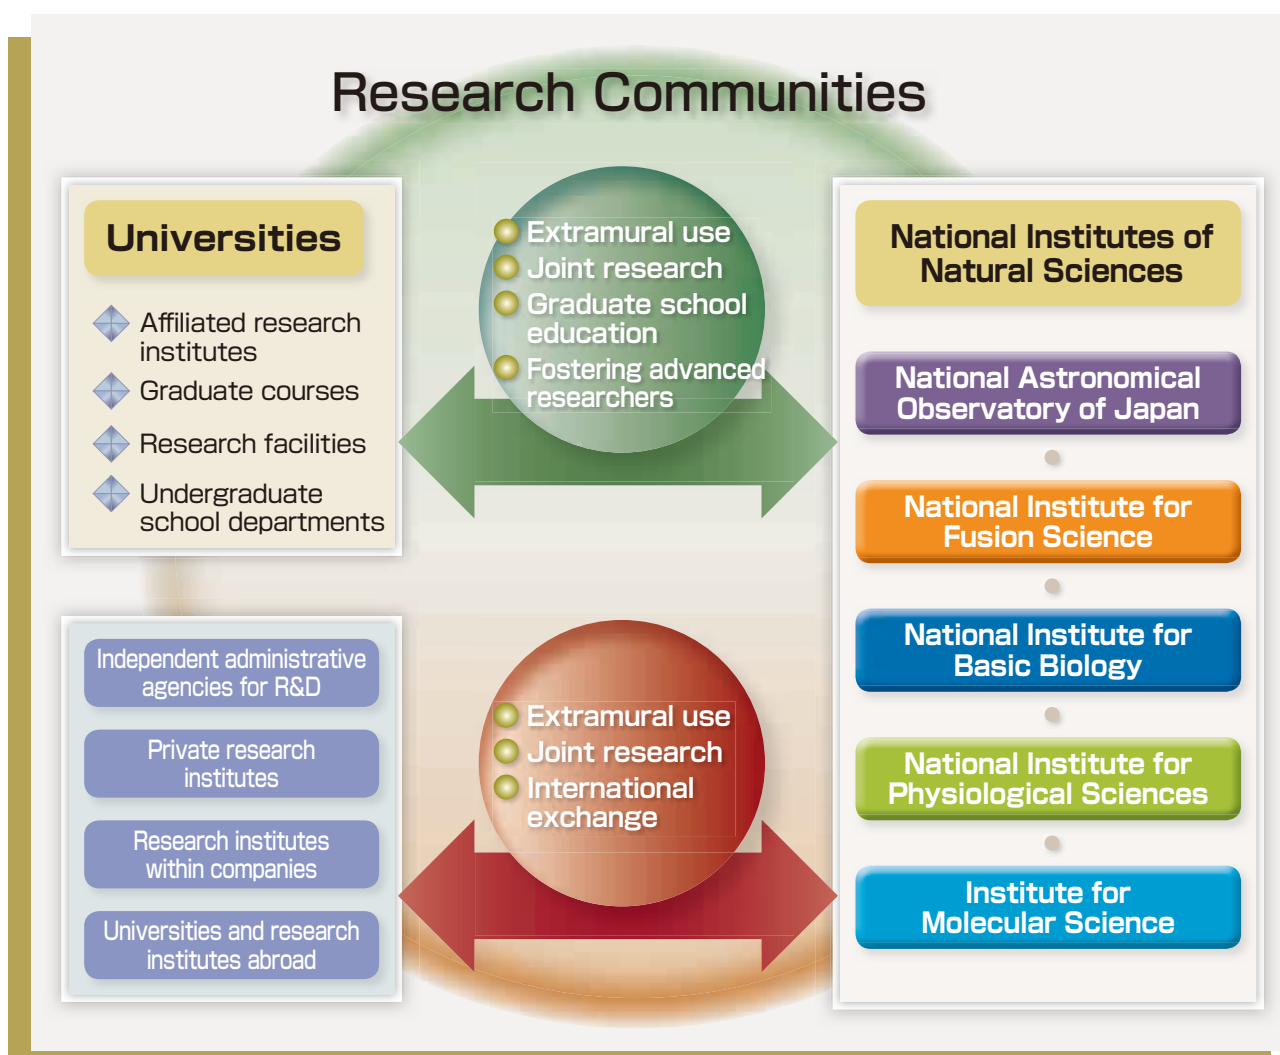 Research Communities
Universities
Affiliated research
institutes
Graduate courses
Research facilities
Undergraduate
school departments
Extramural use
Joint research
Graduate school
education
Fostering advanced
researchers
Independent administrative
agencies for R&D
Private research
institutes
Research institutes
within companies
Universities and research
institutes abroad
Extramural use
Joint research
International
exchange
National Institutes of
Natural Sciences
National Astronomical
Observatory of Japan
National Institute for
Fusion Science
National Institute for
Basic Biology
National Institute for
Physiological Sciences
Institute for
Molecular Science